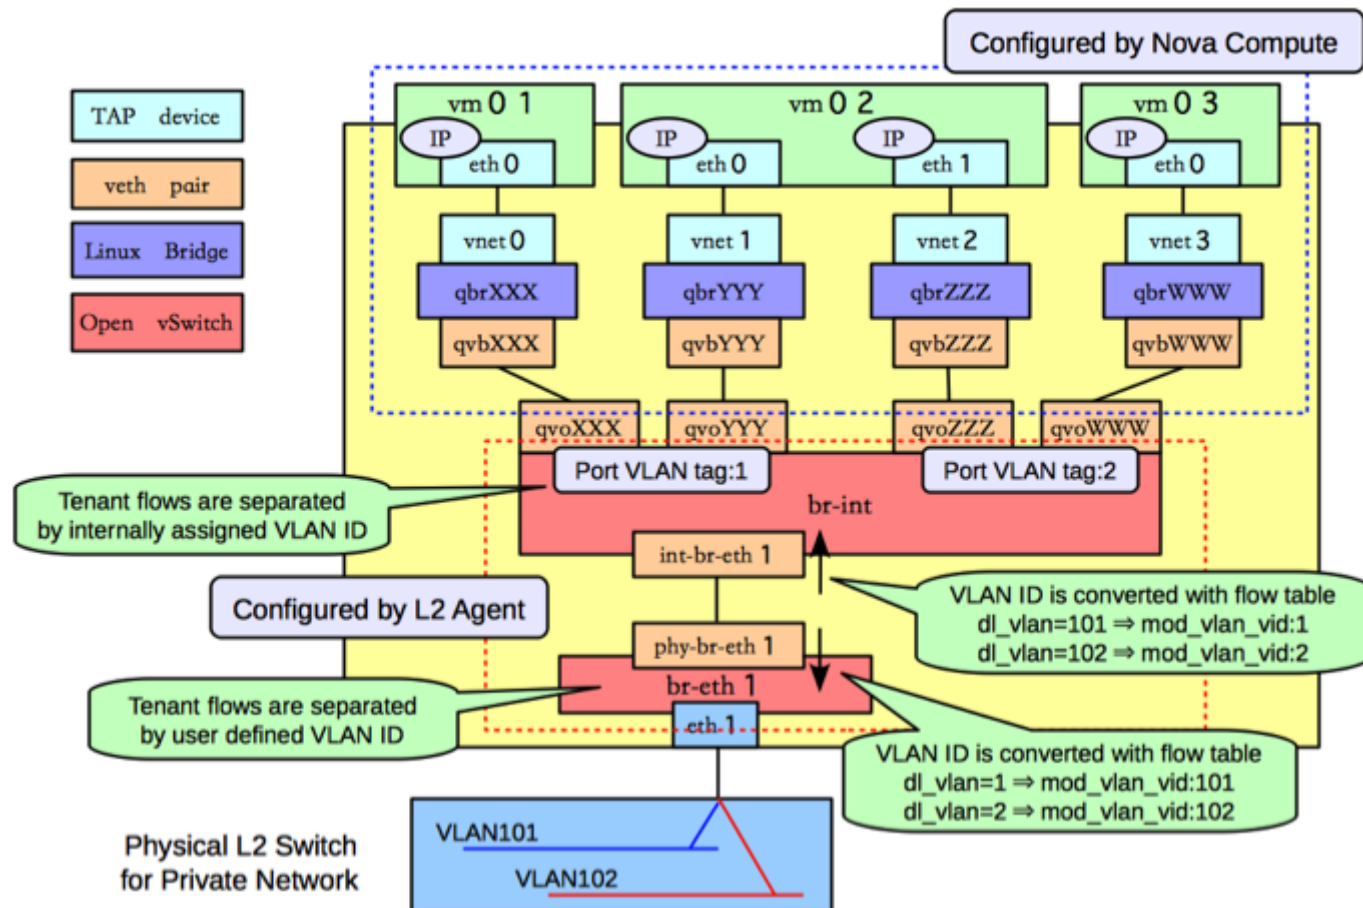 Configured by Nova Compute
TAP device
veth pair
Linux Bridge
Open vSwitch
vm 0 1
vm 0 2
vm 0 3
IP
eth 0
IP
eth 0
IP
eth 1
IP
eth 0
vnet 0
vnet 1
vnet 2
vnet 3
qbrXXX
qbrYYY
qbrZZZ
qbrWWW
qvbXXX
qvbYYY
qvbZZZ
qvbWWW
qvoXXX
qvoYYY
qvoZZZ
qvoWWW
Port VLAN tag:1
Port VLAN tag:2
br-int
Tenant flows are separated
by internally assigned VLAN ID
int-br-eth 1
Configured by L2 Agent
VLAN ID is converted with flow table
dl_vlan=101 ⇒ mod_vlan_vid:1
dl_vlan=102 ⇒ mod_vlan_vid:2
phy-br-eth 1
br-eth 1
eth 1
Tenant flows are separated
by user defined VLAN ID
VLAN ID is converted with flow table
dl_vlan=1 ⇒ mod_vlan_vid:101
dl_vlan=2 ⇒ mod_vlan_vid:102
Physical L2 Switch
for Private Network
VLAN101
VLAN102